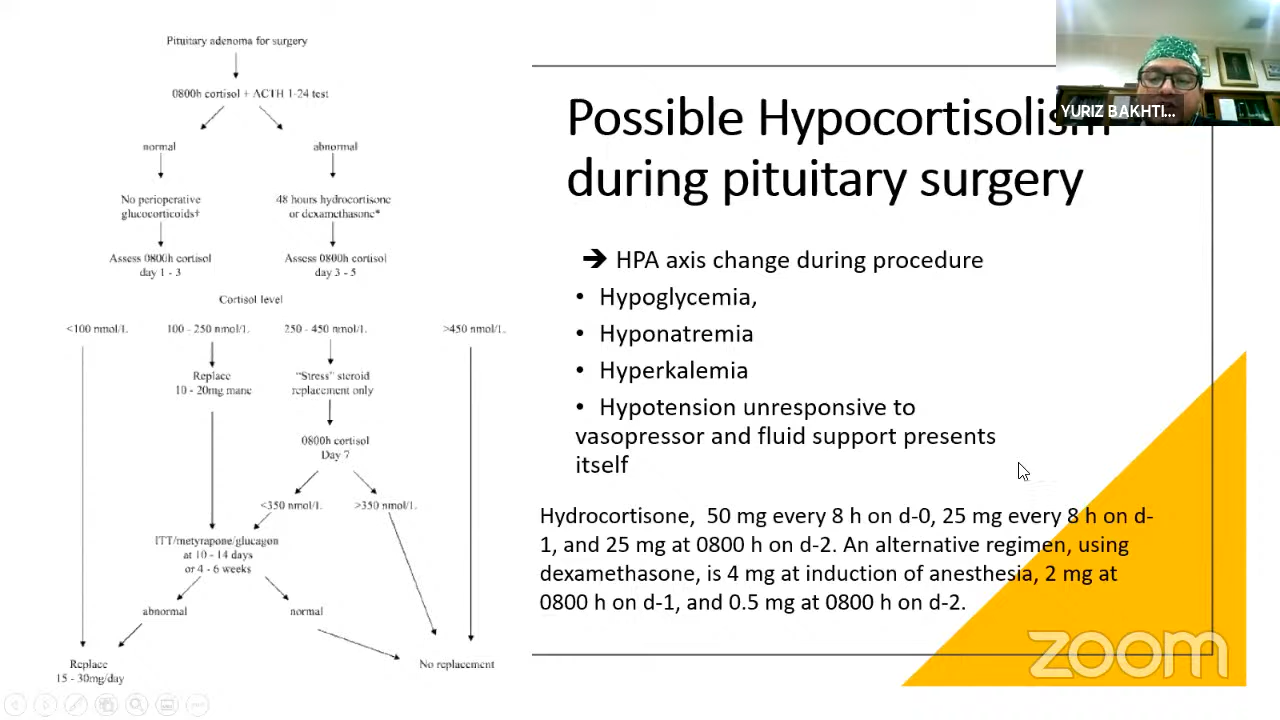 Pituitary adenoma for surgery
0800h cortisol + ACTH 1-24 test
normal
abnormal
No perioperative
glucocorticoids†
48 hours hydrocortisone
or dexamethasone*
Assess 0800h cortisol
day 1 - 3
Assess 0800h cortisol
day 3 - 5
Cortisol level
<100 nmol/L
100 - 250 nmol/L
250 - 450 nmol/L
>450 nmol/L
Replace
10 - 20mg mane
"Stress" steroid
replacement only
0800h cortisol
Day 7
<350 nmol/L
>350 nmol/L
ITT/metyrapone/glucagon
at 10 - 14 days
or 4 - 6 weeks
abnormal
normal
Replace
15 - 30mg/day
No replacement
YURIZ BAKHTI...
Possible Hypocortisolism
during pituitary surgery
➔ HPA axis change during procedure
• Hypoglycemia,
• Hyponatremia
• Hyperkalemia
• Hypotension unresponsive to
vasopressor and fluid support presents
itself
Hydrocortisone, 50 mg every 8 h on d-0, 25 mg every 8 h on d-
1, and 25 mg at 0800 h on d-2. An alternative regimen, using
dexamethasone, is 4 mg at induction of anesthesia, 2 mg at
0800 h on d-1, and 0.5 mg at 0800 h on d-2.
zoom